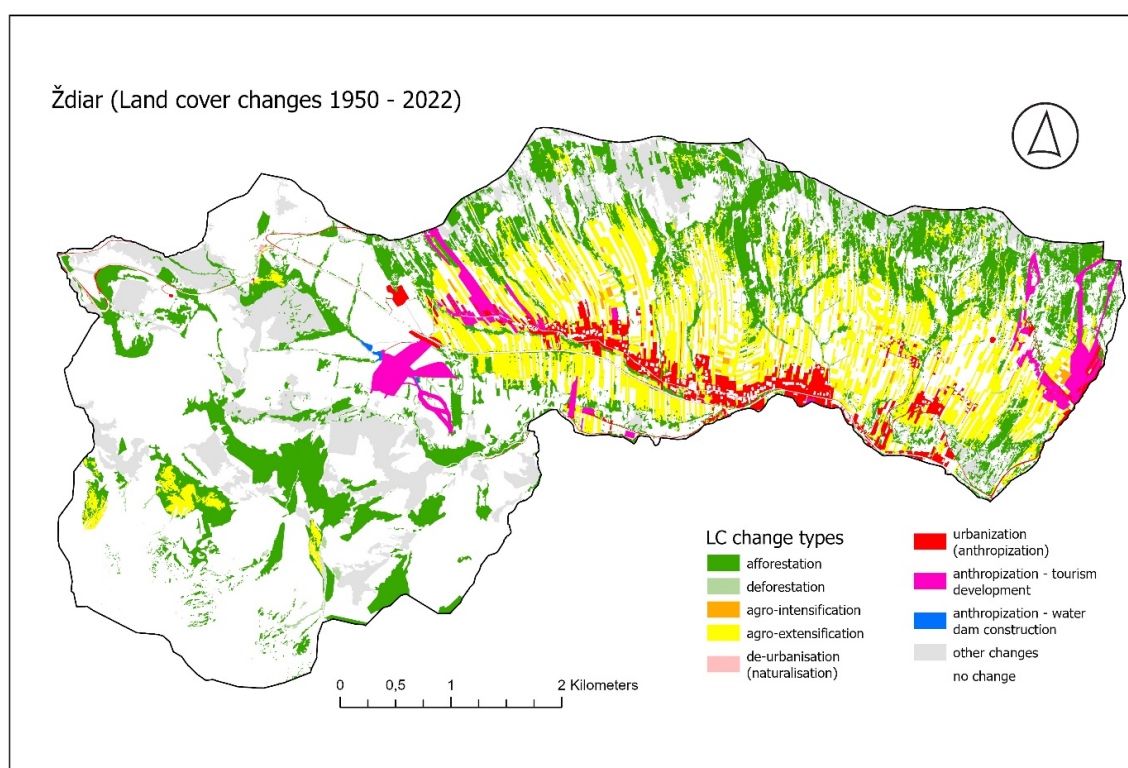 Ždiar (Land cover changes 1950 - 2022)
LC change types
afforestation
deforestation
agro-intensification
agro-extensification
de-urbanisation
(naturalisation)
urbanization
(anthropization)
anthropization - tourism
development
anthropization - water
dam construction
other changes
no change
0 0,5 1 2 Kilometers